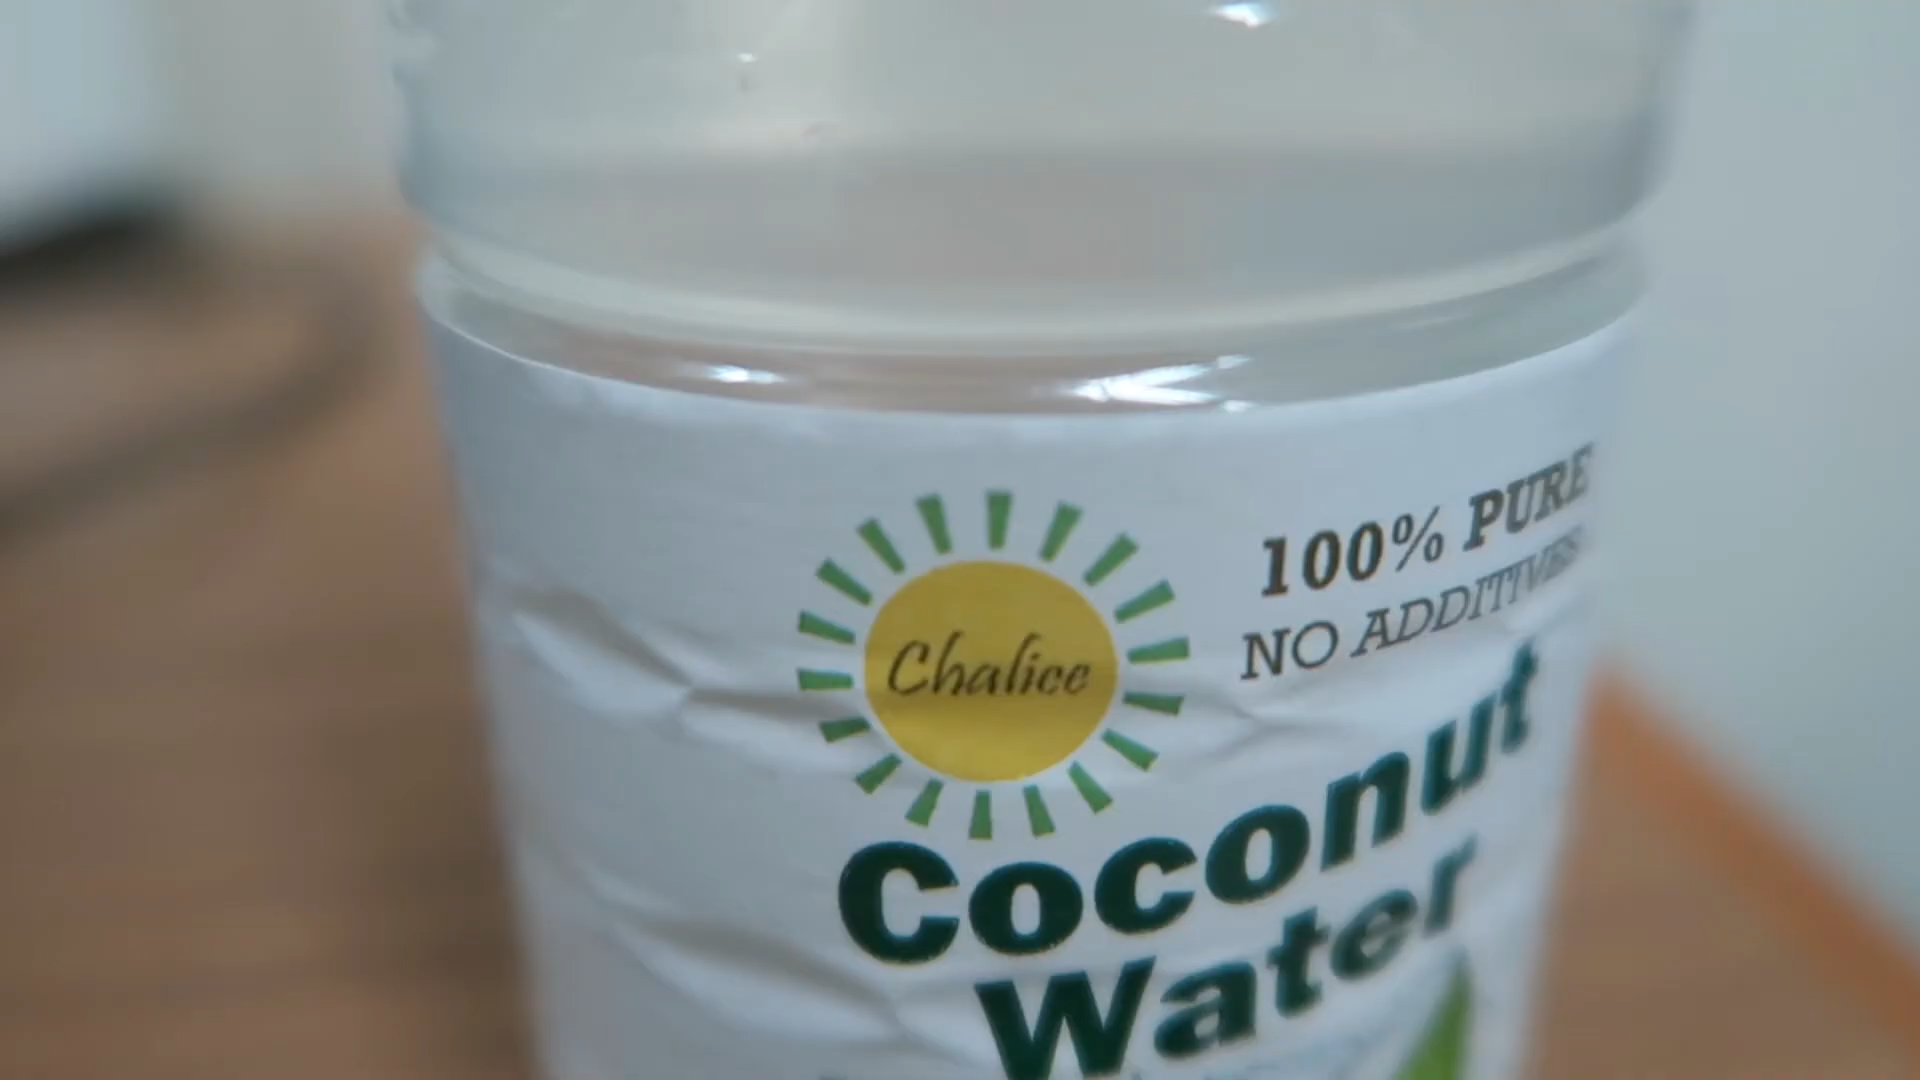 Chalice
100% PURE
NO ADDITIVES
Coconut
Water